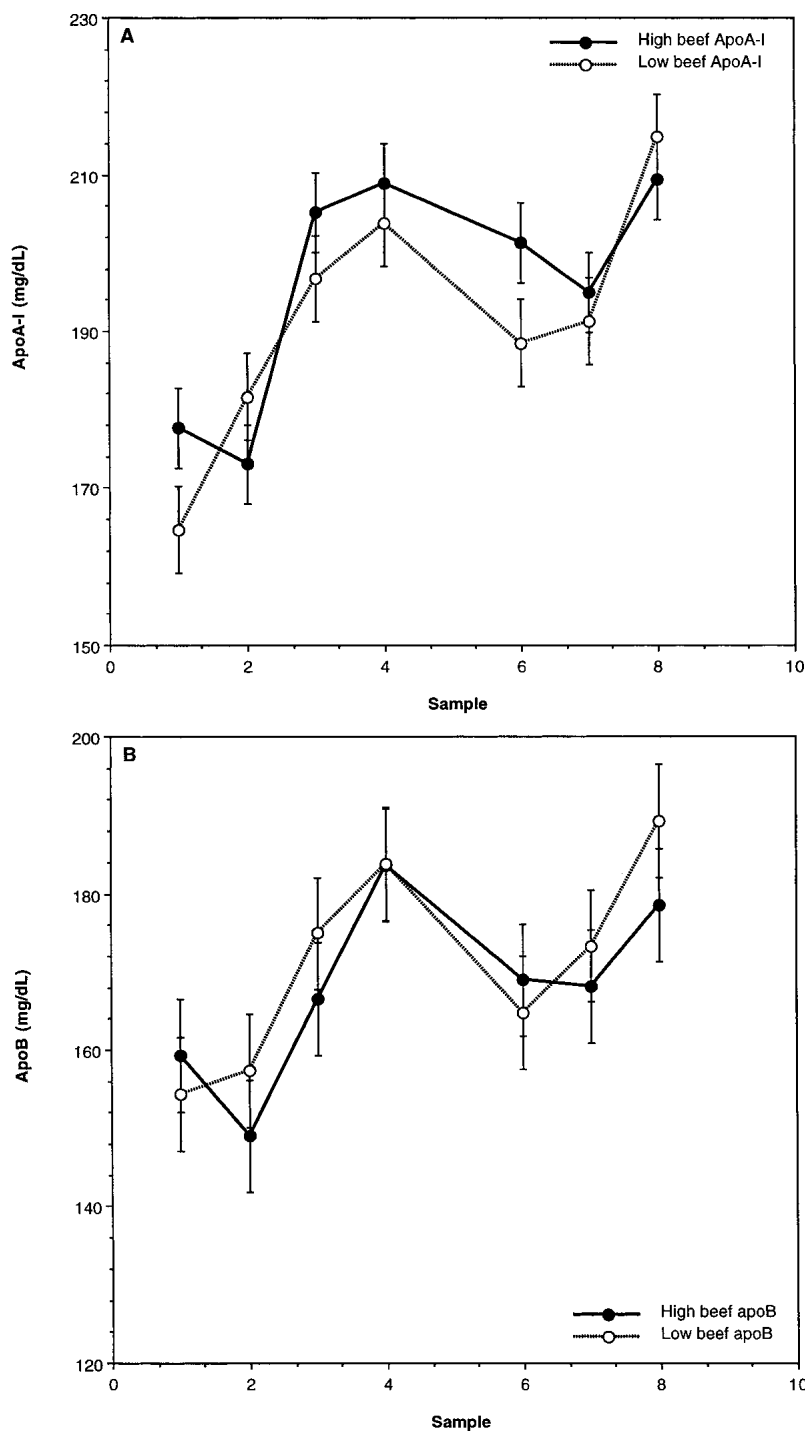 A
High beef ApoA-I
Low beef ApoA-I
230
210
190
170
150
ApoA-I (mg/dL)
0 2 4 6 8 10
Sample
B
200
180
160
140
120
ApoB (mg/dL)
High beef apoB
Low beef apoB
0 2 4 6 8 10
Sample